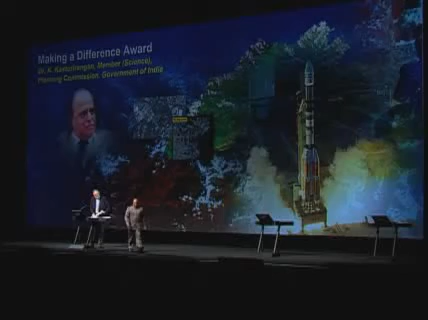 Making a Difference Award
Dr. K. Kasturirangan, Member (Science),
Planning Commission, Government of India